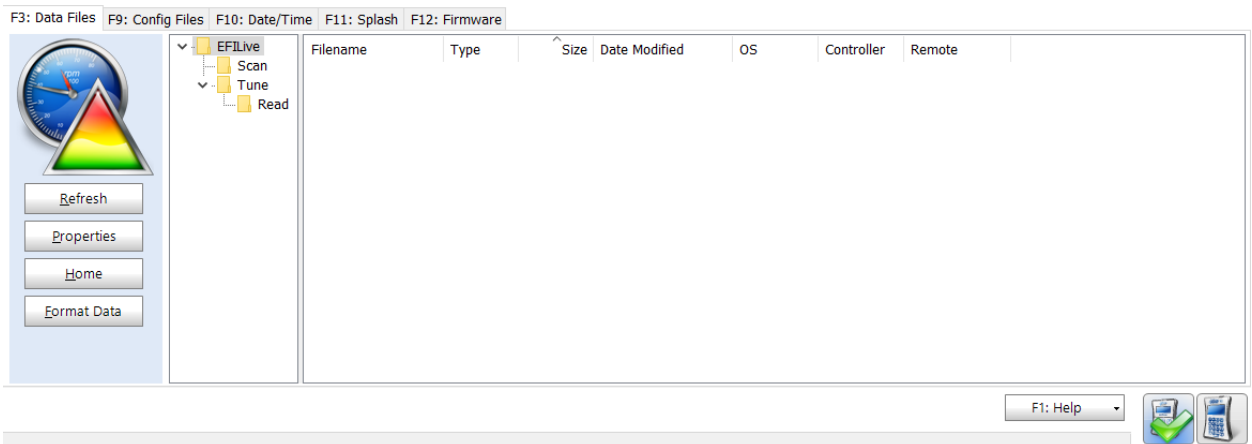 F3: Data Files F9: Config Files F10: Date/Time F11: Splash F12: Firmware
EFILive Filename Type Size Date Modified OS Controller Remote
Scan
Tune
Read
rpm
Refresh
Properties
Home
Format Data
F1: Help